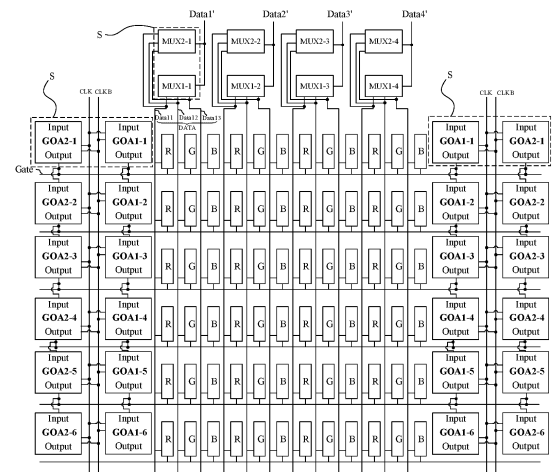 Data1' Data2' Data3' Data4'
S
MUX2-1 MUX2-2 MUX2-3 MUX2-4
MUX1-1 MUX1-2 MUX1-3 MUX1-4
S
CLK CLKB
S
CLK CLKB
Data11 Data12 Data13
DATA
Input Input Input Input
GOA2-1 GOA1-1 R G B R G B R G B R G B GOA1-1 GOA2-1
Output Output Output Output
Gate
Input Input Input Input
GOA2-2 GOA1-2 R G B R G B R G B R G B GOA1-2 GOA2-2
Output Output Output Output
Input Input Input Input
GOA2-3 GOA1-3 R G B R G B R G B R G B GOA1-3 GOA2-3
Output Output Output Output
Input Input Input Input
GOA2-4 GOA1-4 R G B R G B R G B R G B GOA1-4 GOA2-4
Output Output Output Output
Input Input Input Input
GOA2-5 GOA1-5 R G B R G B R G B R G B GOA1-5 GOA2-5
Output Output Output Output
Input Input Input Input
GOA2-6 GOA1-6 R G B R G B R G B R G B GOA1-6 GOA2-6
Output Output Output Output